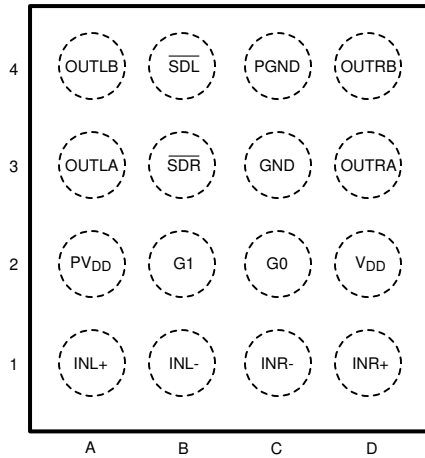 4 OUTLB SDL PGND OUTRB
3 OUTLA SDR GND OUTRA
2 PVDD G1 G0 VDD
1 INL+ INL- INR- INR+
A B C D